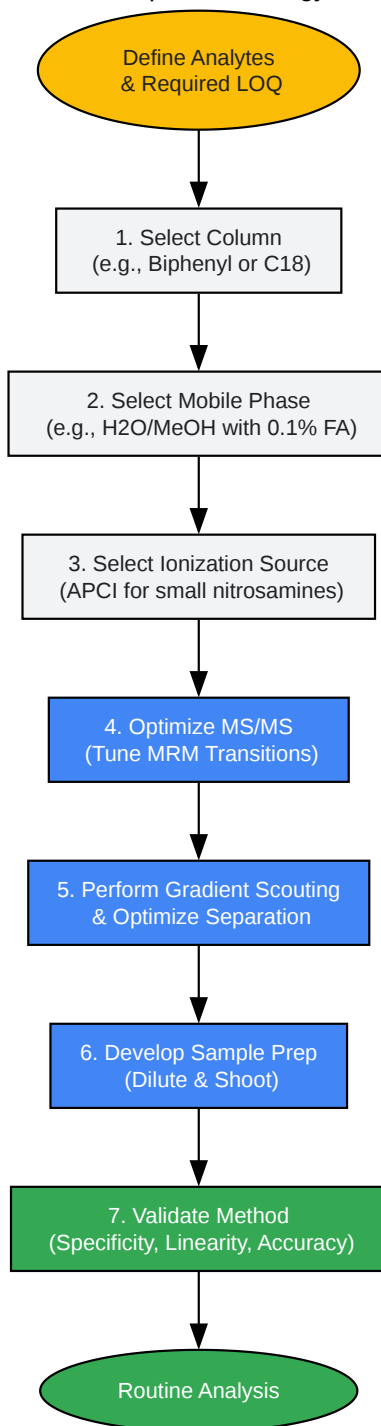 Define Analytes
& Required LOQ
1. Select Column
(e.g., Biphenyl or C18)
2. Select Mobile Phase
(e.g., H2O/MeOH with 0.1% FA)
3. Select Ionization Source
(APCI for small nitrosamines)
4. Optimize MS/MS
(Tune MRM Transitions)
5. Perform Gradient Scouting
& Optimize Separation
6. Develop Sample Prep
(Dilute & Shoot)
7. Validate Method
(Specificity, Linearity, Accuracy)
Routine Analysis